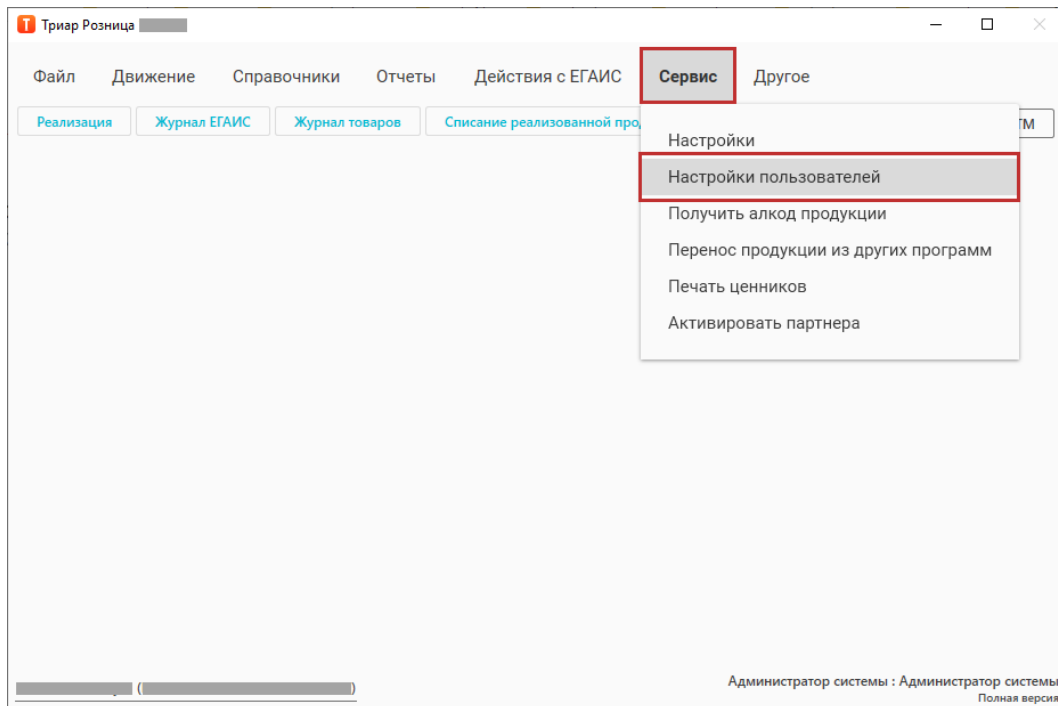 Триар Розница
Файл Движение Справочники Отчеты Действия с ЕГАИС Сервис Другое
Реализация Журнал ЕГАИС Журнал товаров Списание реализованной
Настройки
Настройки пользователей
Получить алкод продукции
Перенос продукции из других программ
Печать ценников
Активировать партнера
Администратор системы : Администратор системы
Полная версия